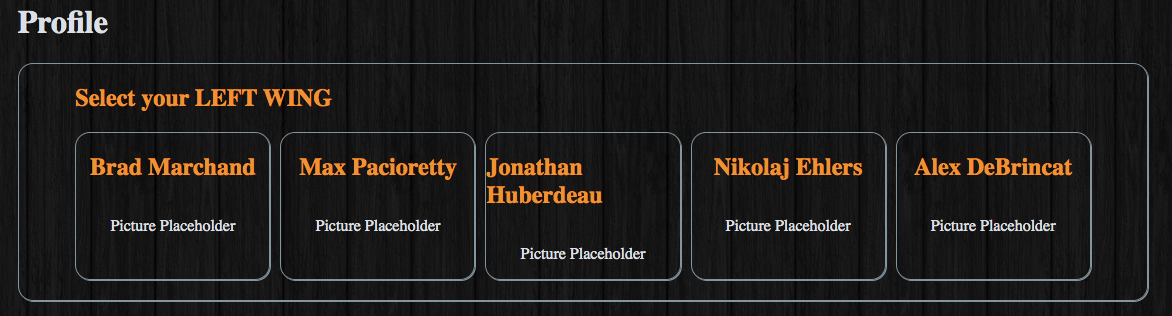 Profile
Select your LEFT WING
Brad Marchand
Max Pacioretty
Jonathan
Huberdeau
Nikolaj Ehlers
Alex DeBrincat
Picture Placeholder
Picture Placeholder
Picture Placeholder
Picture Placeholder
Picture Placeholder